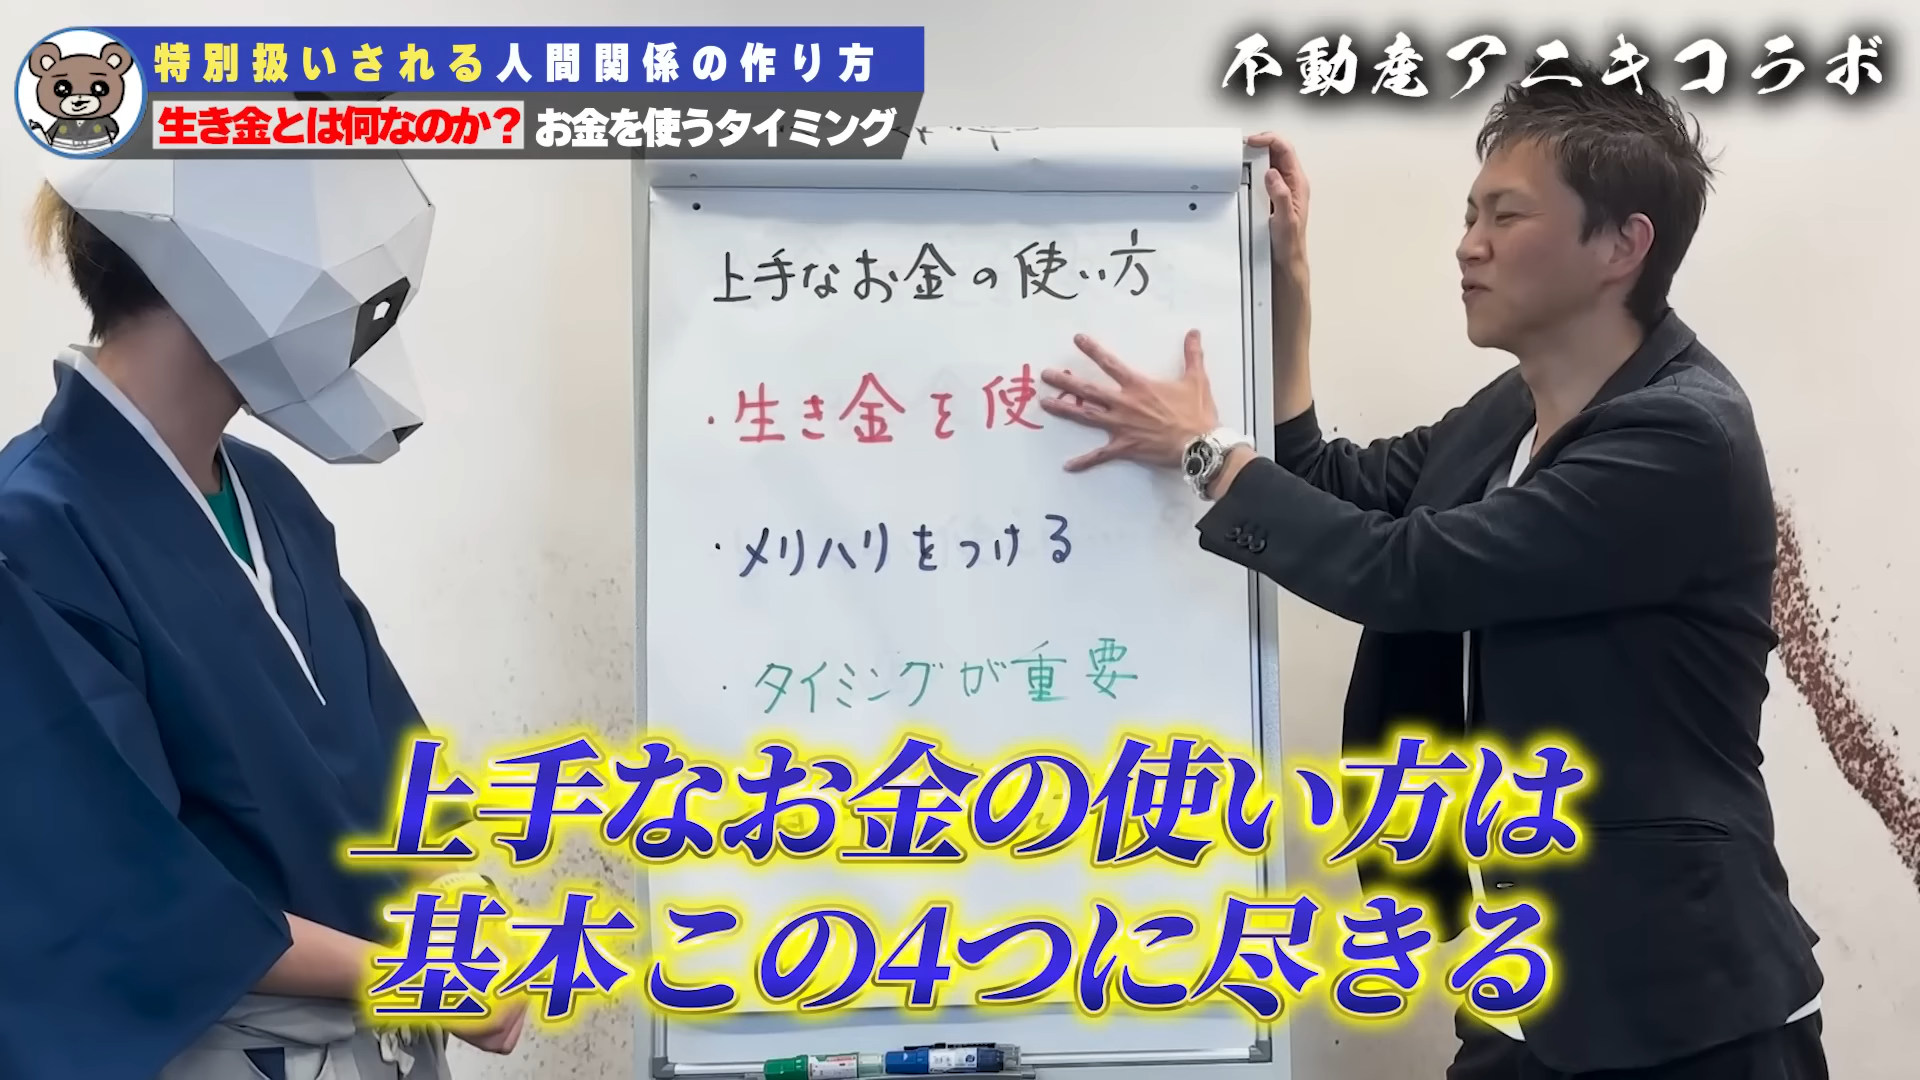 特別扱いされる人間関係の作り方
生き金とは何なのか? お金を使うタイミング
不動産アニキコラボ
上手なお金の使い方
・生き金を使
・メリハリをつける
・タイミングが重要
上手なお金の使い方は
基本この4つに尽きる